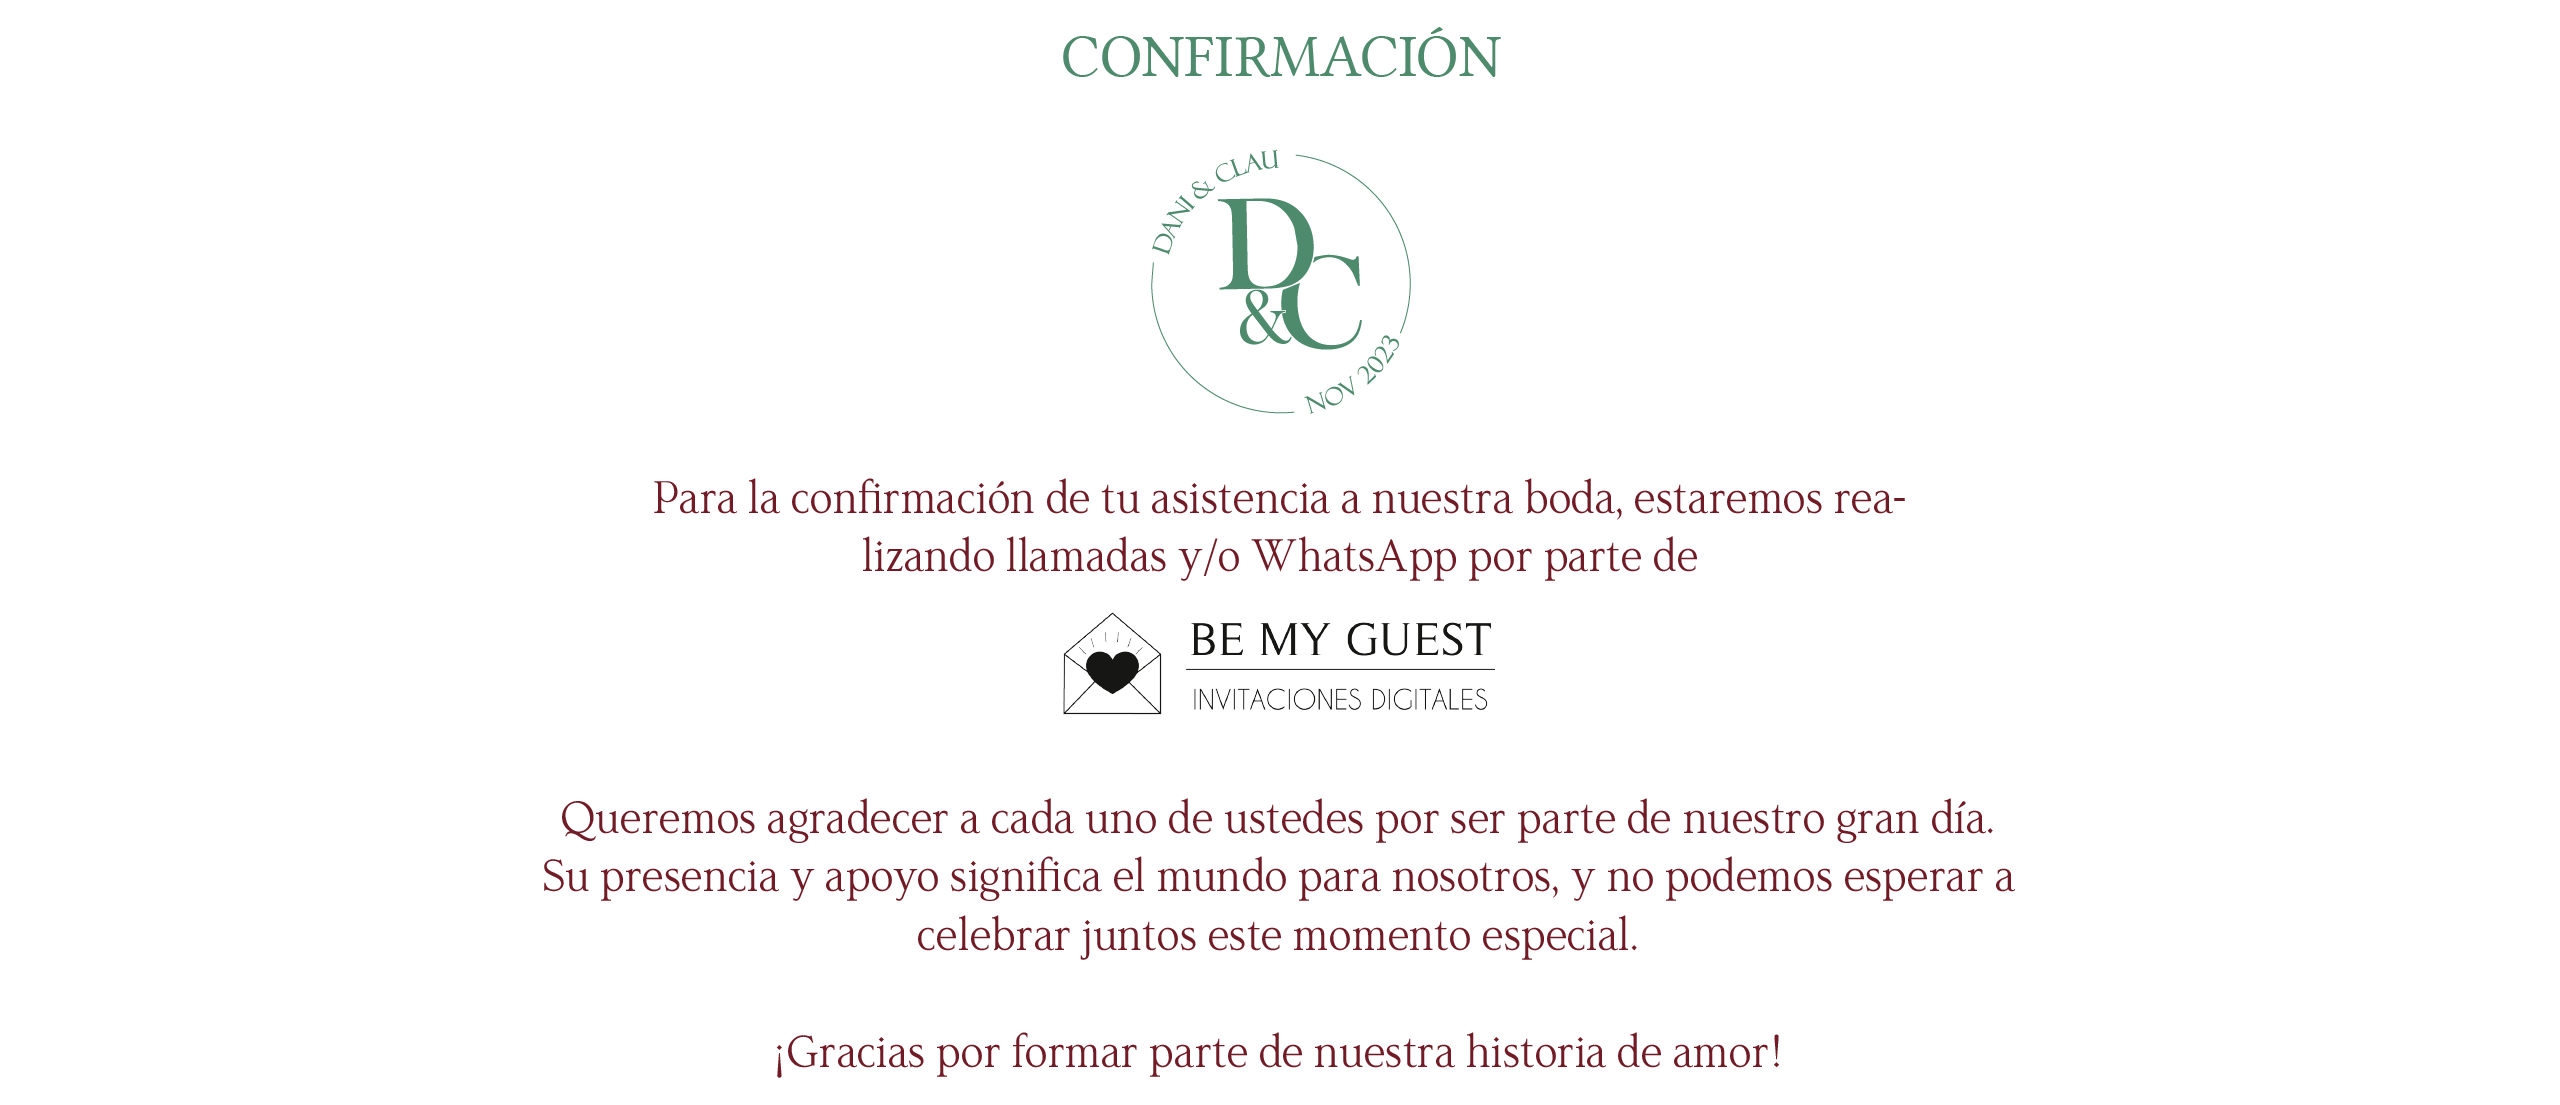 CONFIRMACIÓN
DANI & CLAU
D
&C
NOV 2023
Para la confirmación de tu asistencia a nuestra boda, estaremos rea-
lizando llamadas y/o WhatsApp por parte de
BE MY GUEST
INVITACIONES DIGITALES
Queremos agradecer a cada uno de ustedes por ser parte de nuestro gran día.
Su presencia y apoyo significa el mundo para nosotros, y no podemos esperar a
celebrar juntos este momento especial.
¡Gracias por formar parte de nuestra historia de amor!